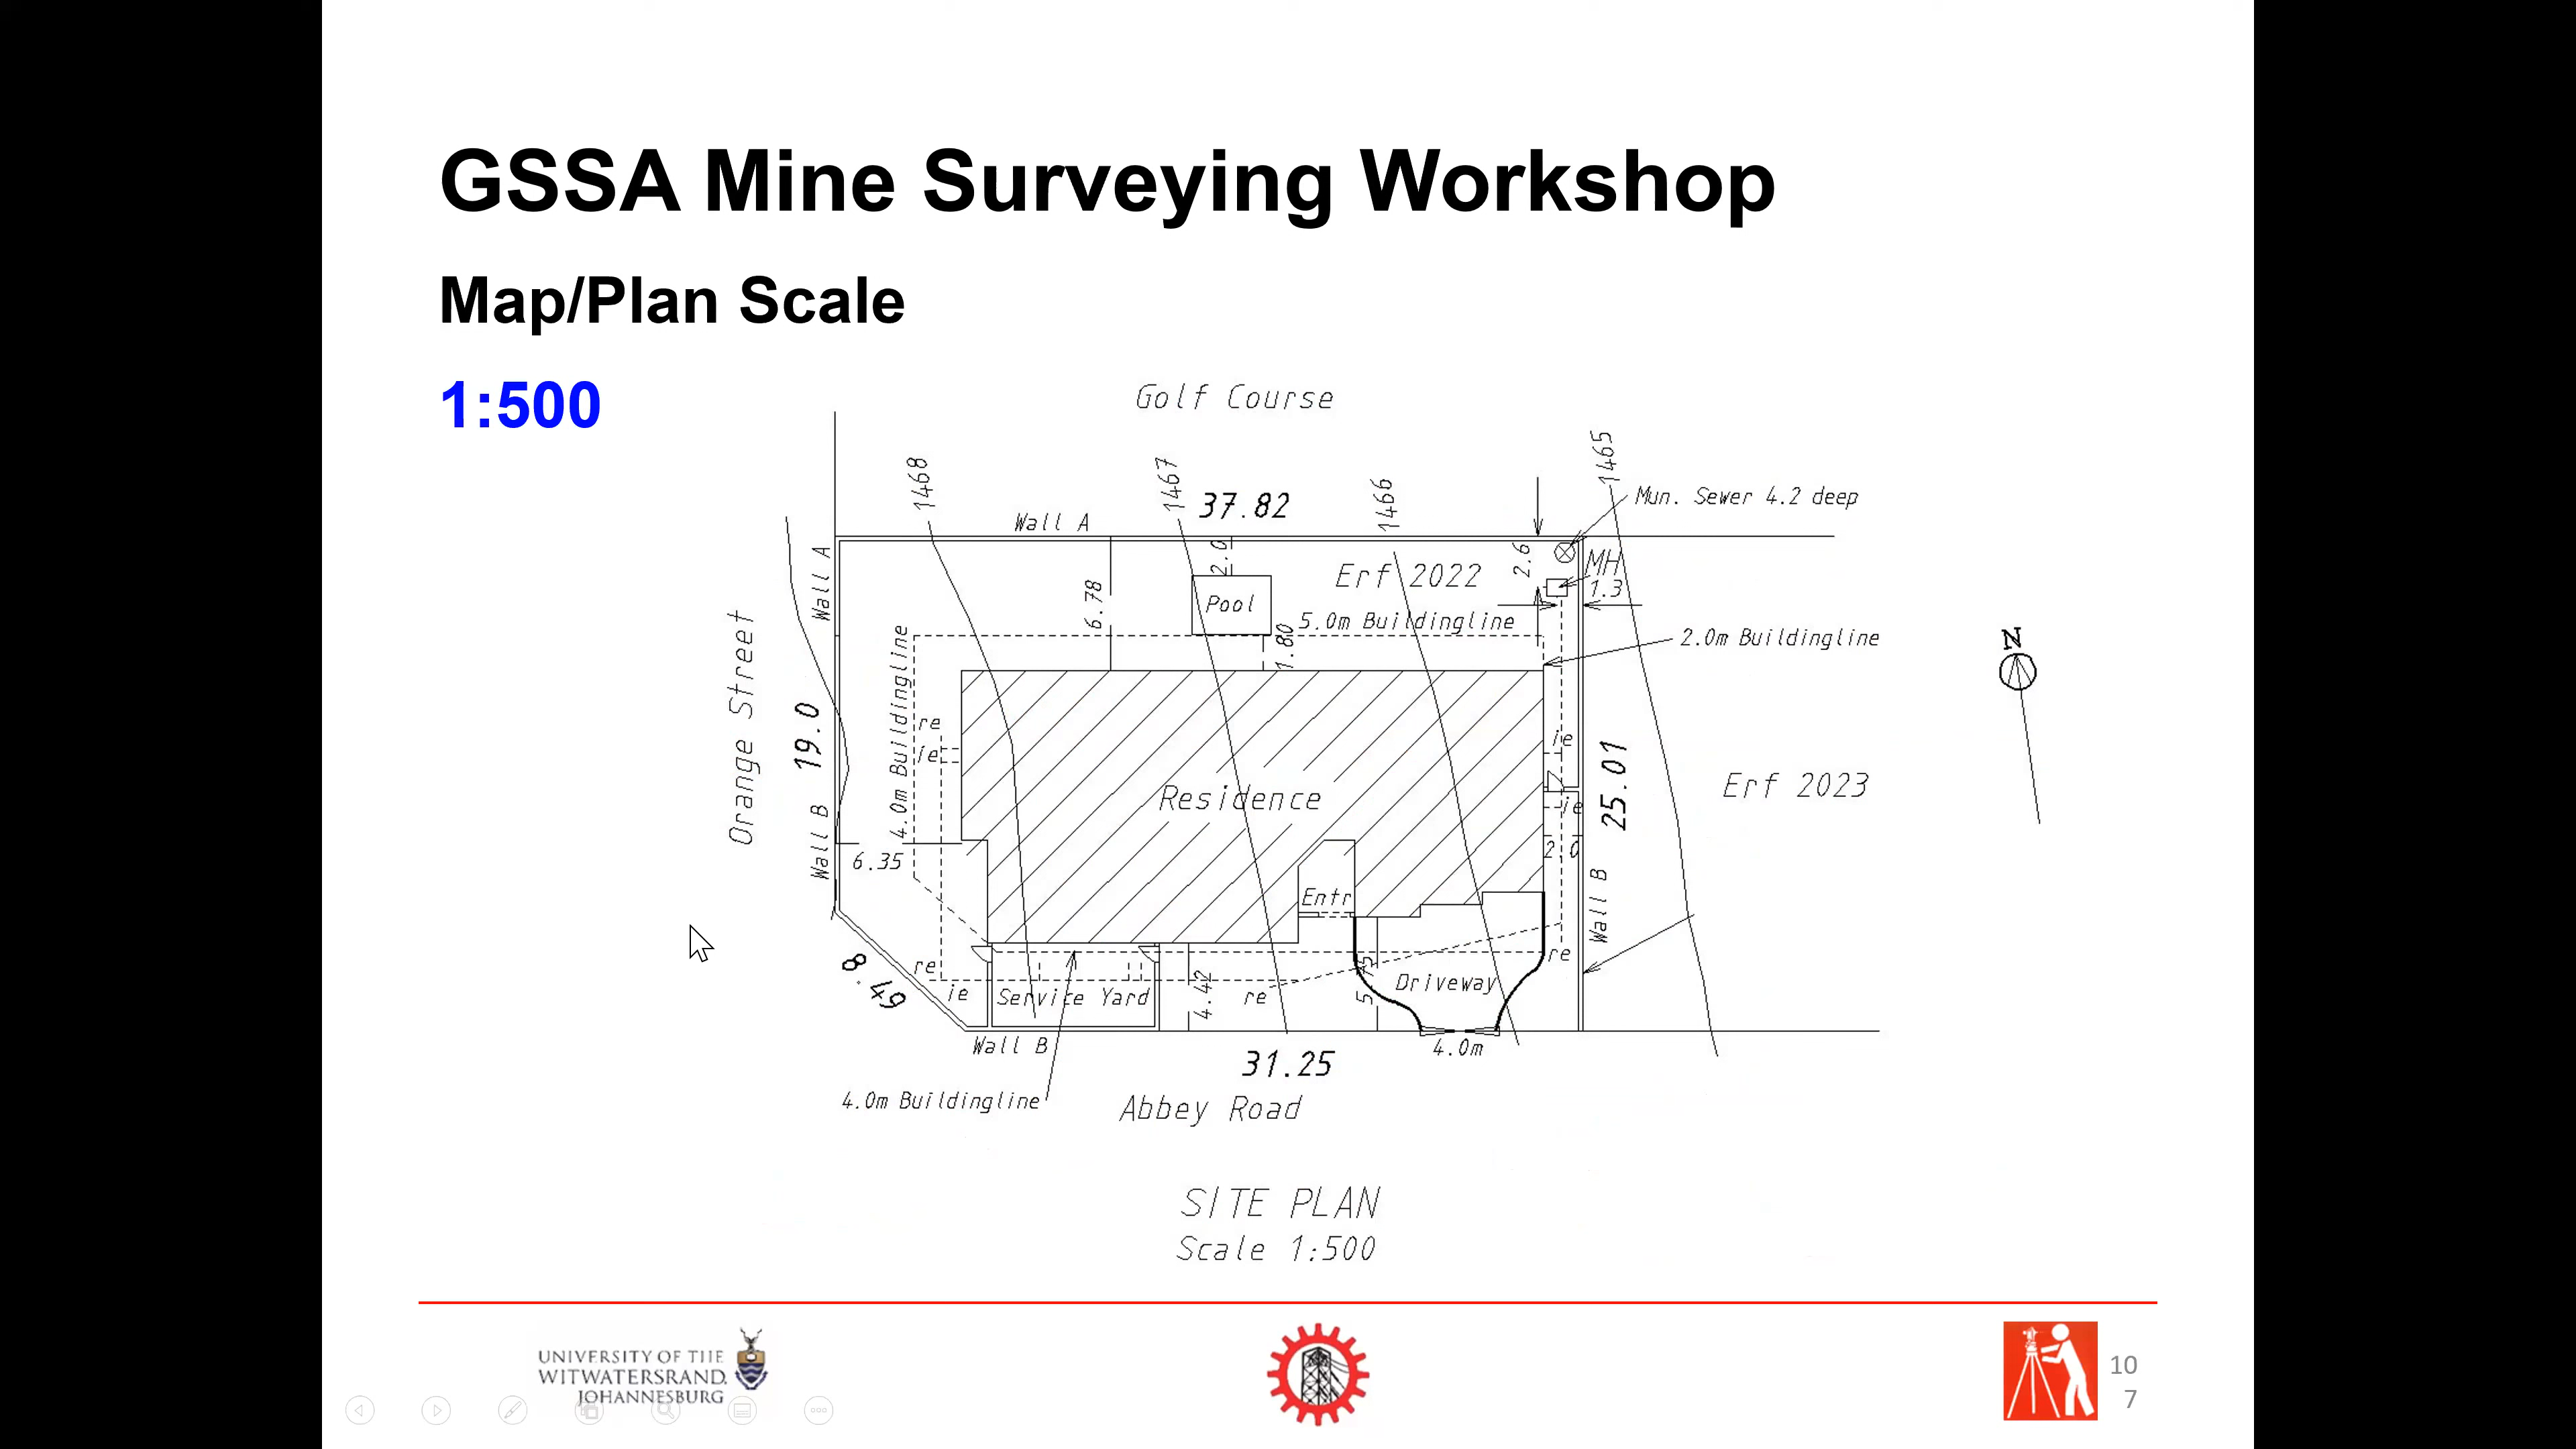 GSSA Mine Surveying Workshop
Map/Plan Scale
1:500
Golf Course
1468
1467
1466
1465
37.82
Mun. Sewer 4.2 deep
Wall A
Wall A
2.0
6.78
Pool
Erf 2022
2.6
MH
1.3
5.0m Buildingline
1.80
2.0m Buildingline
N
Orange Street
19.0
4.0m Buildingline
re
ie
ie
ie
Residence
25.01
Erf 2023
Wall B
6.35
2.0
Entr
Wall B
8.49
re
ie
Service Yard
4.42
re
5.75
Driveway
re
Wall B
31.25
4.0m
4.0m Buildingline
Abbey Road
SITE PLAN
Scale 1:500
UNIVERSITY OF THE
WITWATERSRAND,
JOHANNESBURG
10
7